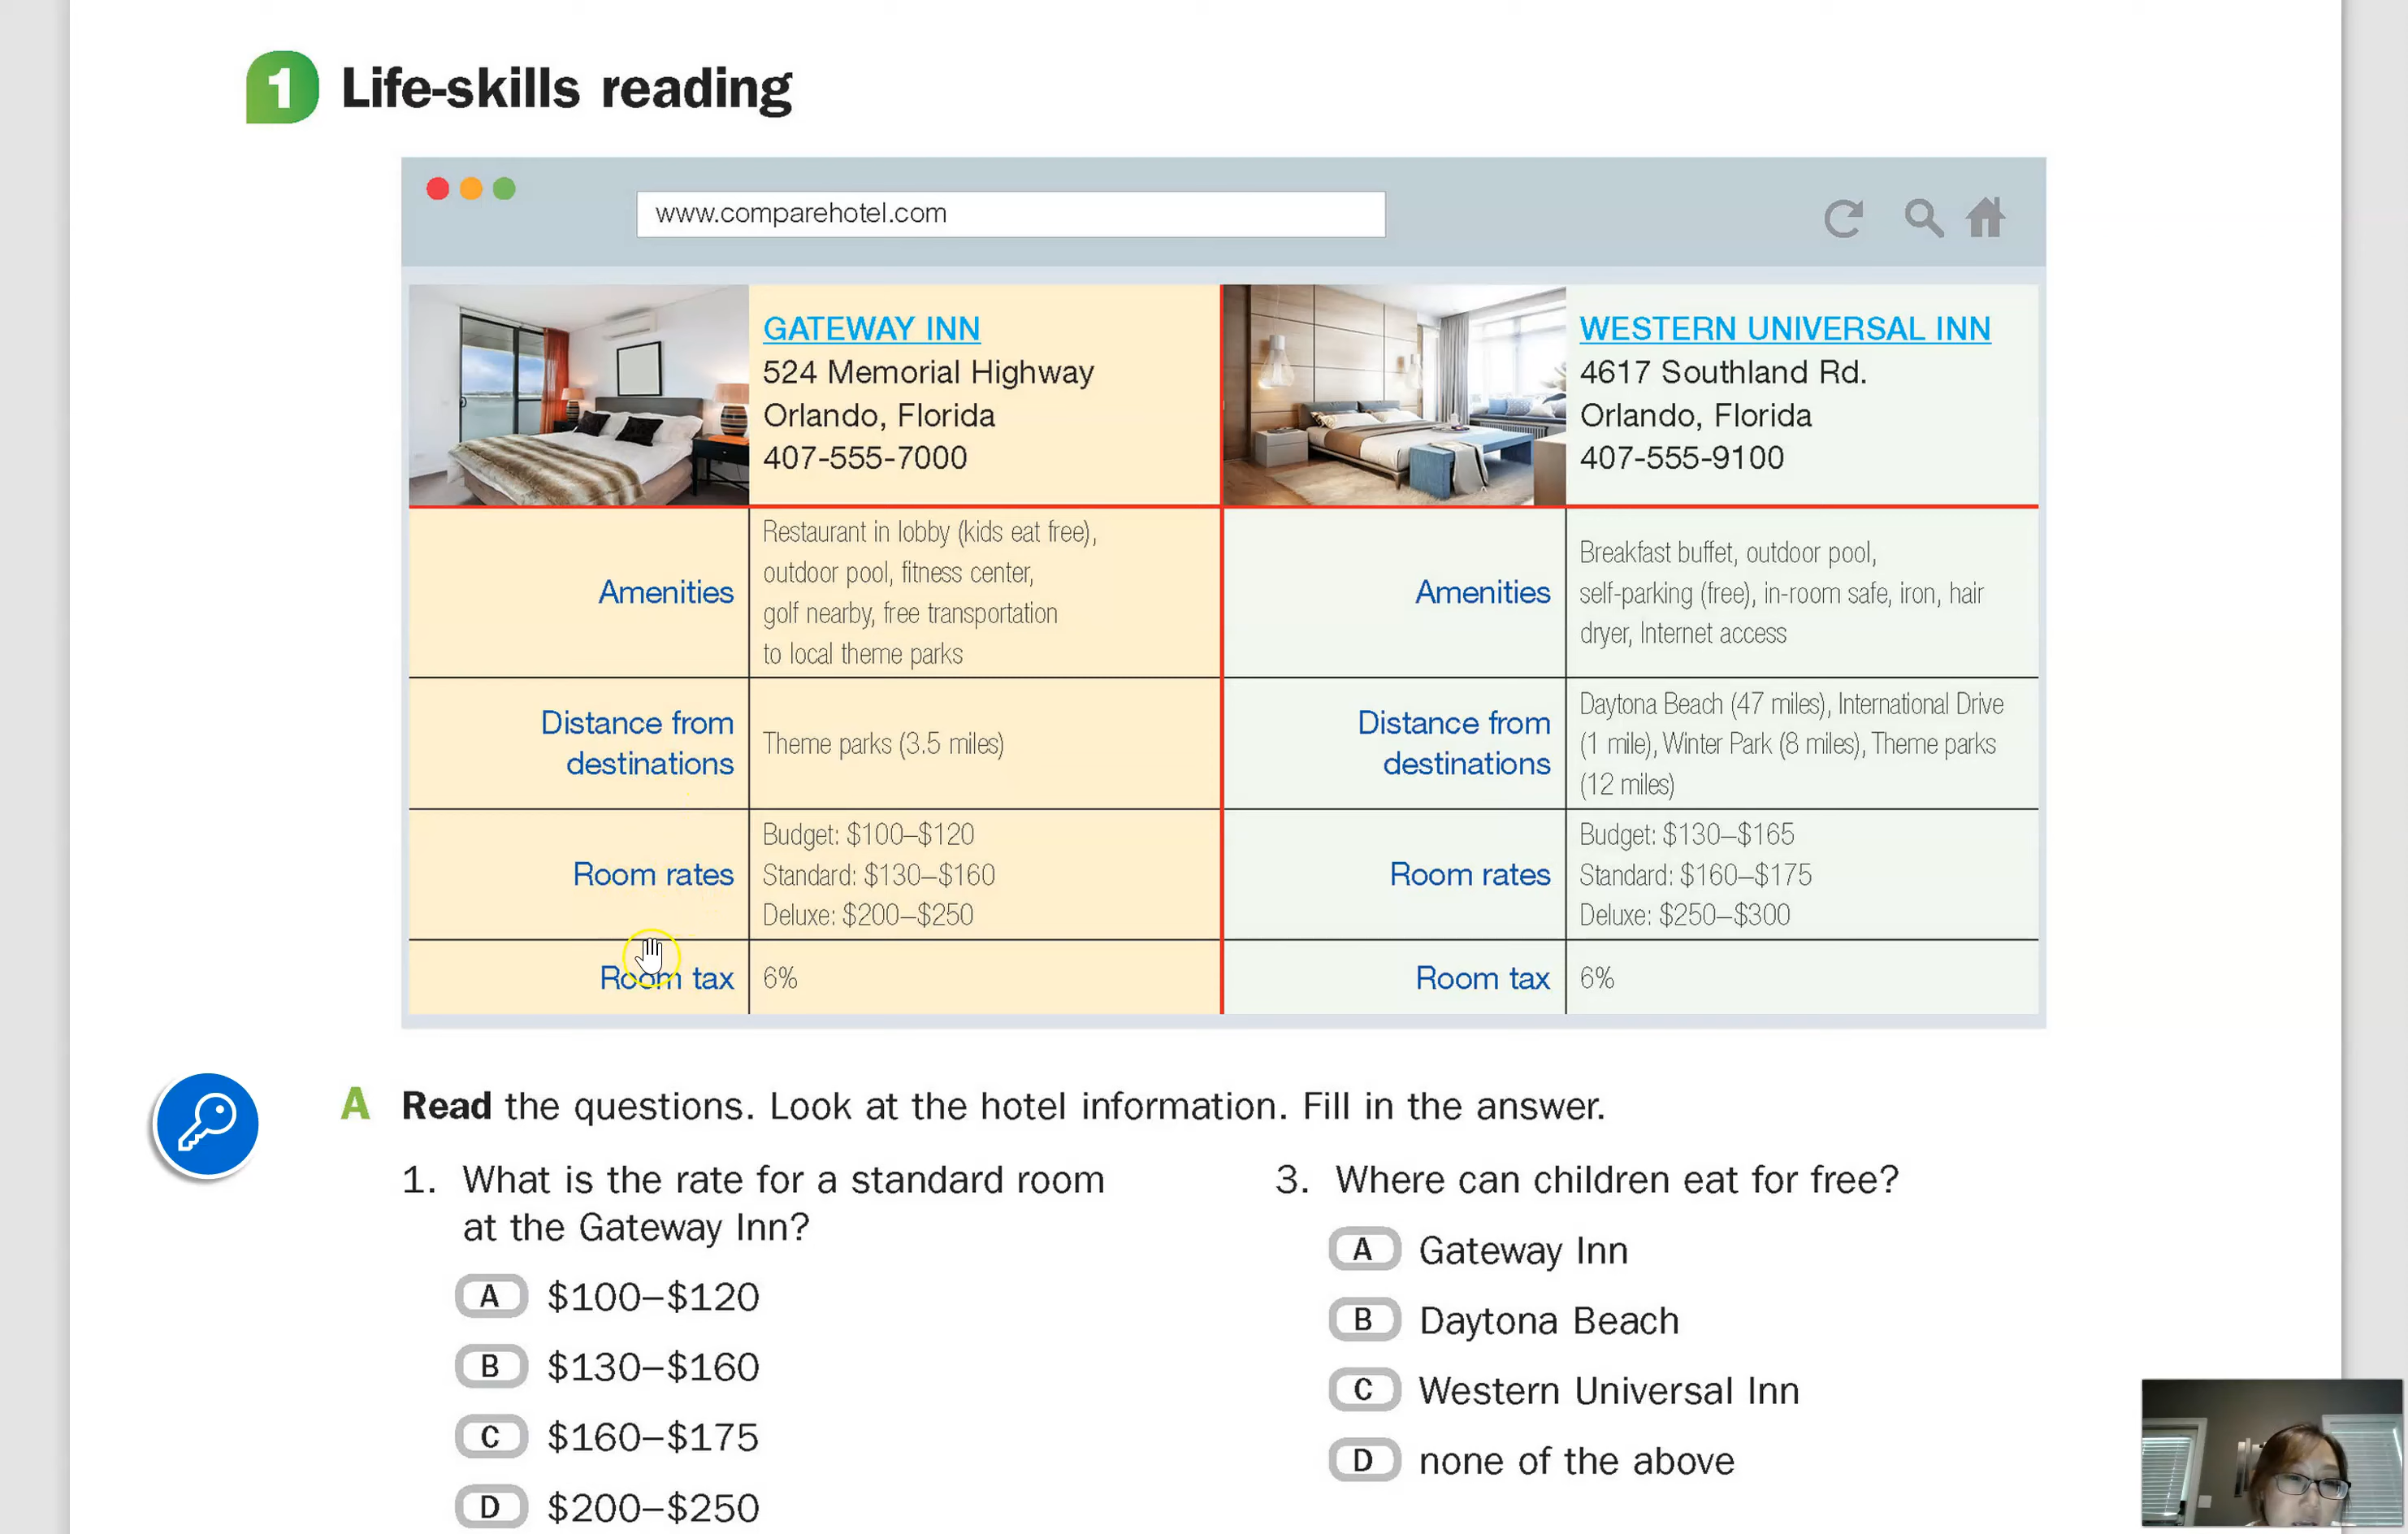 1 Life-skills reading
www.comparehotel.com
GATEWAY INN
524 Memorial Highway
Orlando, Florida
407-555-7000
WESTERN UNIVERSAL INN
4617 Southland Rd.
Orlando, Florida
407-555-9100
Amenities
Restaurant in lobby (kids eat free),
outdoor pool, fitness center,
golf nearby, free transportation
to local theme parks
Amenities
Breakfast buffet, outdoor pool,
self-parking (free), in-room safe, iron, hair
dryer, Internet access
Distance from
destinations
Theme parks (3.5 miles)
Distance from
destinations
Daytona Beach (47 miles), International Drive
(1 mile), Winter Park (8 miles), Theme parks
(12 miles)
Room rates
Budget: $100–$120
Standard: $130–$160
Deluxe: $200–$250
Room rates
Budget: $130–$165
Standard: $160–$175
Deluxe: $250–$300
Room tax
6%
Room tax
6%
A Read the questions. Look at the hotel information. Fill in the answer.
1. What is the rate for a standard room
at the Gateway Inn?
A $100–$120
B $130–$160
C $160–$175
D $200–$250
3. Where can children eat for free?
A Gateway Inn
B Daytona Beach
C Western Universal Inn
D none of the above